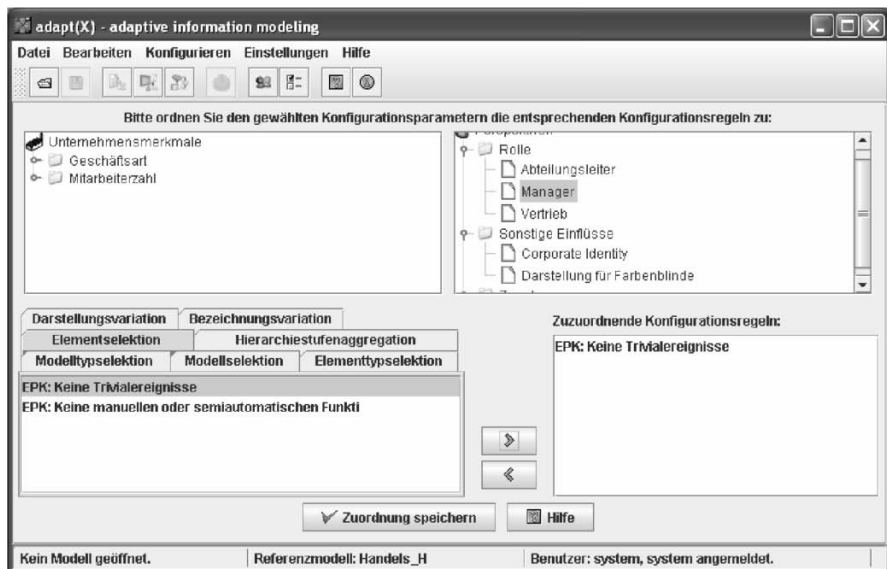 adapt(X) - adaptive information modeling
Datei Bearbeiten Konfigurieren Einstellungen Hilfe
Bitte ordnen Sie den gewählten Konfigurationsparametern die entsprechenden Konfigurationsregeln zu:
Unternehmensmerkmale
Geschäftsart
Mitarbeiterzahl
Rolle
Abteilungsleiter
Manager
Vertrieb
Sonstige Einflüsse
Corporate Identity
Darstellung für Farbenblinde
Darstellungsvariation Bezeichnungsvariation
Elementselektion Hierarchiestufenaggregation
Modelltypselektion Modellselektion Elementtypselektion
EPK: Keine Trivialereignisse
EPK: Keine manuellen oder semiautomatischen Funkti
Zuzuordnende Konfigurationsregeln:
EPK: Keine Trivialereignisse
Zuordnung speichern Hilfe
Kein Modell geöffnet. Referenzmodell: Handels_H Benutzer: system, system angemeldet.